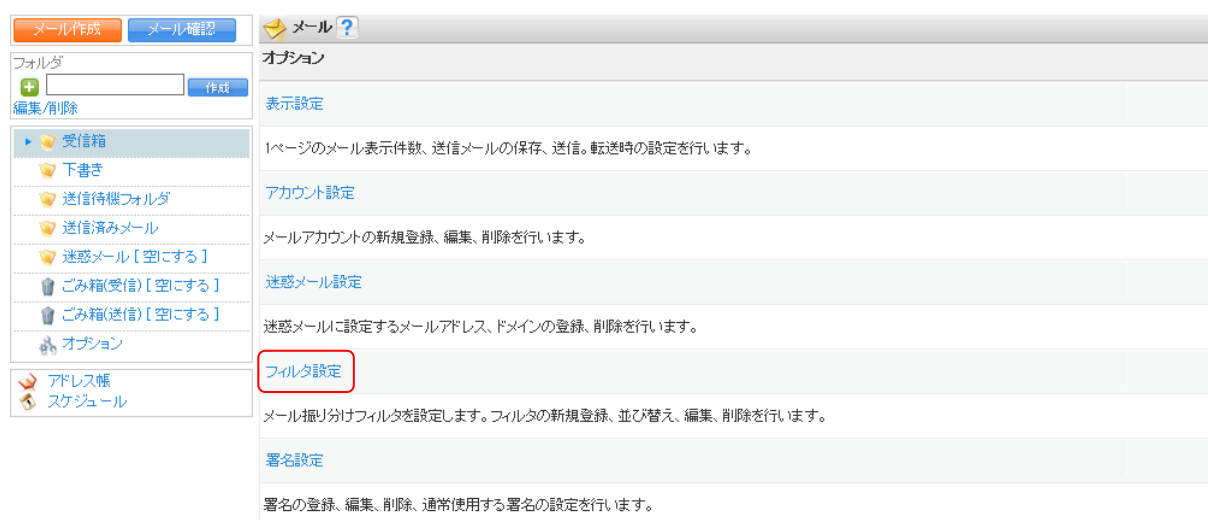 メール作成 メール確認
フォルダ
作成
編集/削除
受信箱
下書き
送信待機フォルダ
送信済みメール
迷惑メール [ 空にする ]
ごみ箱(受信) [ 空にする ]
ごみ箱(送信) [ 空にする ]
オプション
アドレス帳
スケジュール
メール ?
オプション
表示設定
1ページのメール表示件数、送信メールの保存、送信。転送時の設定を行います。
アカウント設定
メールアカウントの新規登録、編集、削除を行います。
迷惑メール設定
迷惑メールに設定するメールアドレス、ドメインの登録、削除を行います。
フィルタ設定
メール振り分けフィルタを設定します。フィルタの新規登録、並び替え、編集、削除を行います。
署名設定
署名の登録、編集、削除、通常使用する署名の設定を行います。